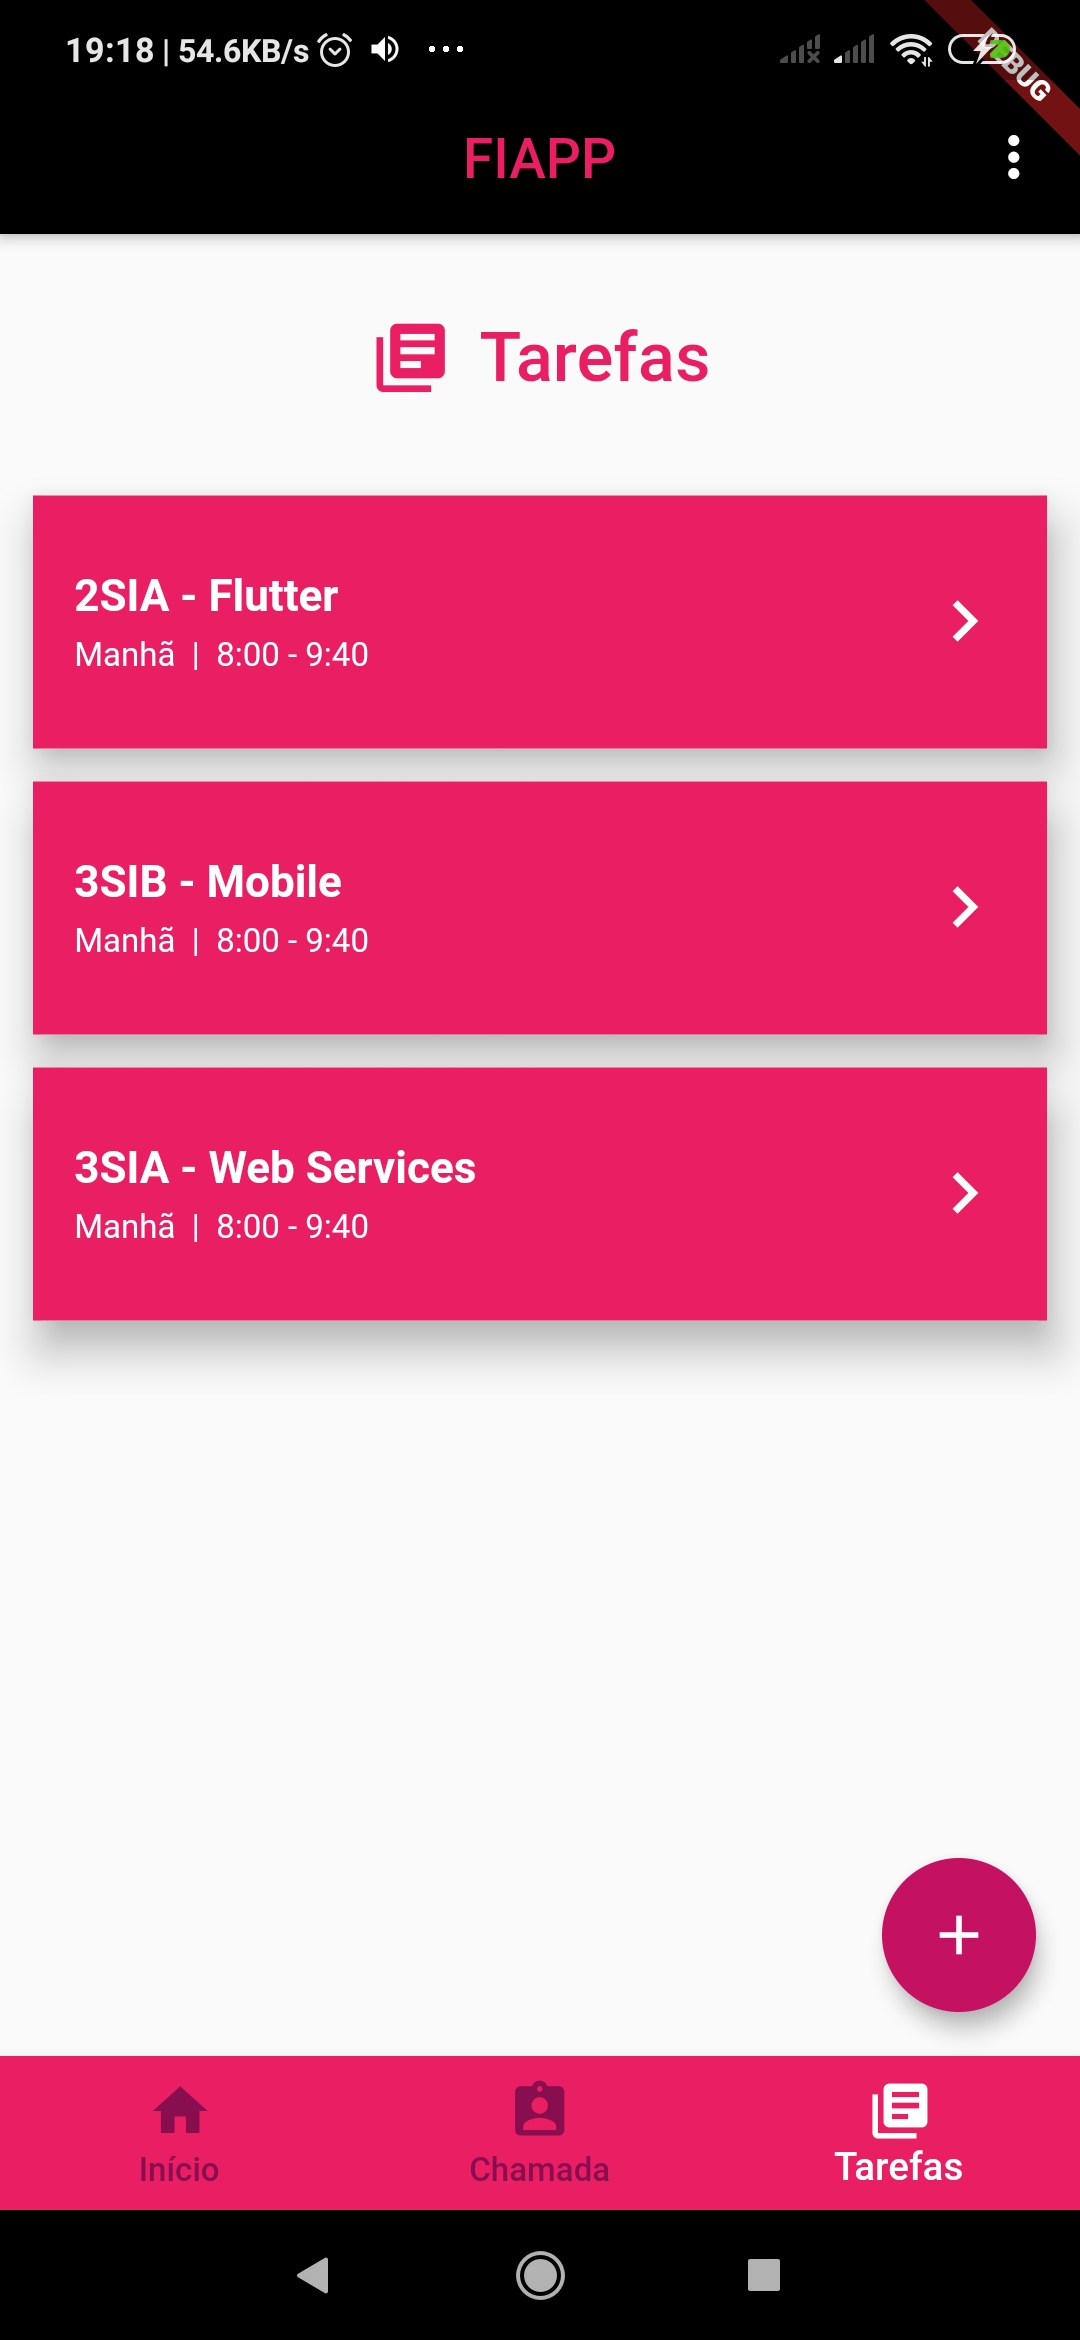 19:18 | 54.6KB/s
DEBUG
FIAPP
Tarefas
2SIA - Flutter
Manhã | 8:00 - 9:40
3SIB - Mobile
Manhã | 8:00 - 9:40
3SIA - Web Services
Manhã | 8:00 - 9:40
Início
Chamada
Tarefas